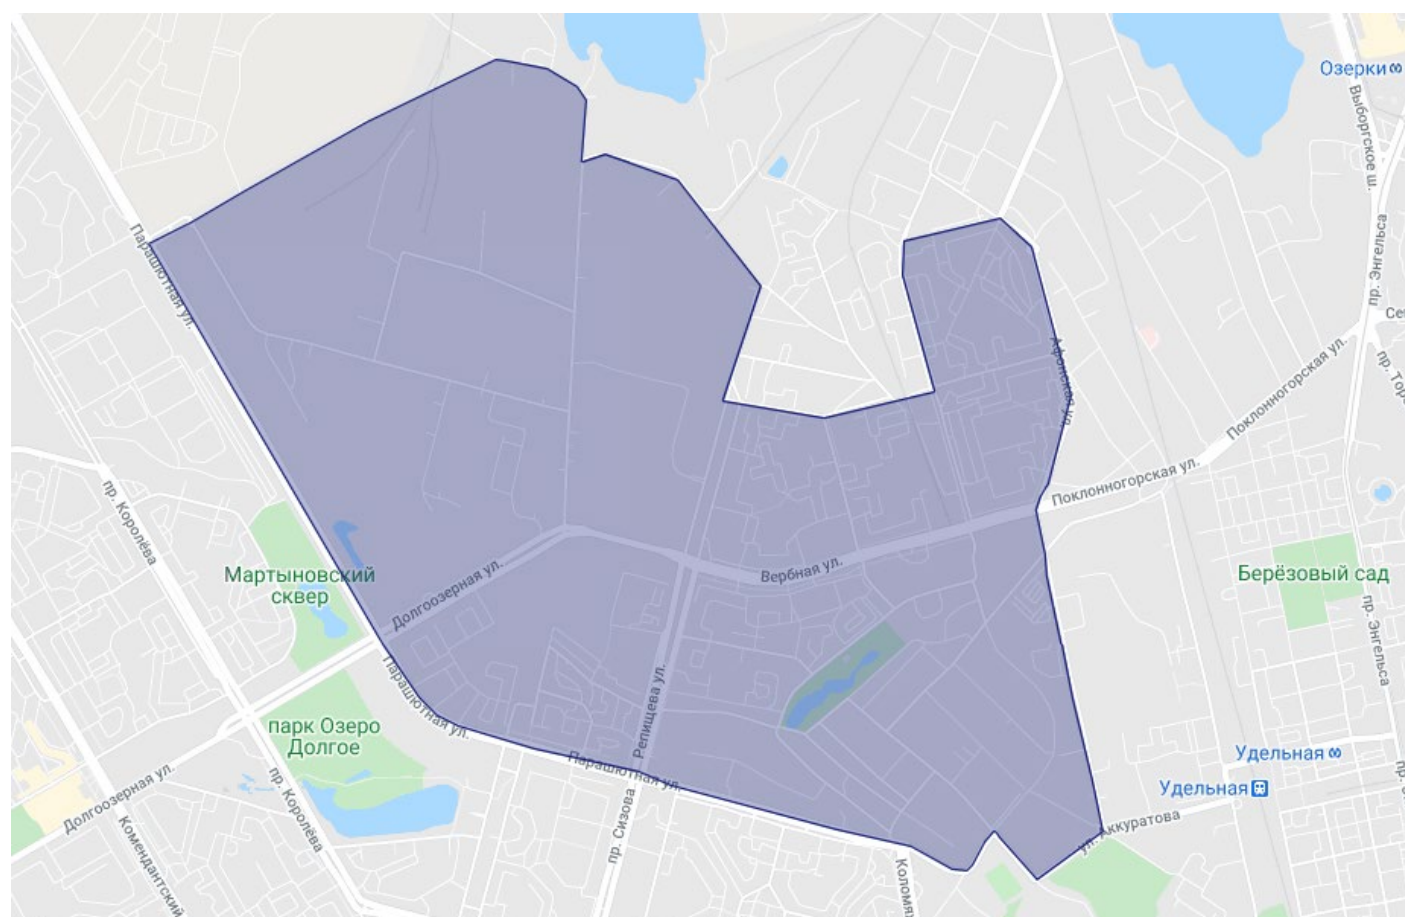 Озерки
Выборгское ш.
Парашютная ул.
пр. Энгельса
Поклонногорская ул.
Афонская ул.
Поклонногорская ул.
пр. Королёва
Мартыновский
сквер
Долгоозерная ул.
Вербная ул.
Берёзовый сад
пр. Энгельса
Парашютная ул.
Репищева ул.
парк Озеро
Долгое
Парашютная ул.
Удельная
Удельная
Долгоозерная ул.
пр. Королёва
Комендантский
пр. Сизова
ул. Аккуратова